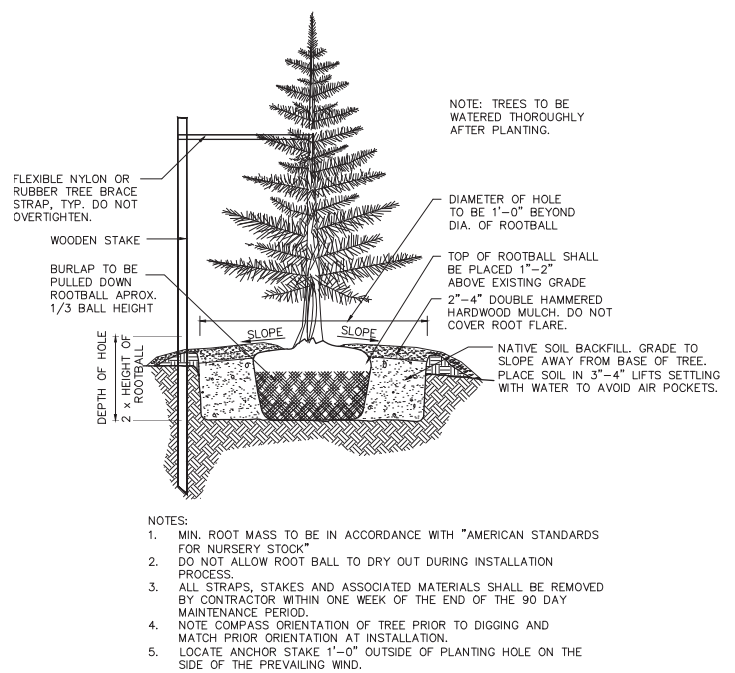 NOTE: TREES TO BE
WATERED THOROUGHLY
AFTER PLANTING.
FLEXIBLE NYLON OR
RUBBER TREE BRACE
STRAP, TYP. DO NOT
OVERTIGHTEN.
WOODEN STAKE
BURLAP TO BE
PULLED DOWN
ROOTBALL APROX.
1/3 BALL HEIGHT
DIAMETER OF HOLE
TO BE 1'-0" BEYOND
DIA. OF ROOTBALL
TOP OF ROOTBALL SHALL
BE PLACED 1"-2"
ABOVE EXISTING GRADE
2"-4" DOUBLE HAMMERED
HARDWOOD MULCH. DO NOT
COVER ROOT FLARE.
NATIVE SOIL BACKFILL. GRADE TO
SLOPE AWAY FROM BASE OF TREE.
PLACE SOIL IN 3"-4" LIFTS SETTLING
WITH WATER TO AVOID AIR POCKETS.
SLOPE
SLOPE
DEPTH OF HOLE
2 x HEIGHT OF
ROOTBALL
NOTES:
1. MIN. ROOT MASS TO BE IN ACCORDANCE WITH "AMERICAN STANDARDS
FOR NURSERY STOCK"
2. DO NOT ALLOW ROOT BALL TO DRY OUT DURING INSTALLATION
PROCESS.
3. ALL STRAPS, STAKES AND ASSOCIATED MATERIALS SHALL BE REMOVED
BY CONTRACTOR WITHIN ONE WEEK OF THE END OF THE 90 DAY
MAINTENANCE PERIOD.
4. NOTE COMPASS ORIENTATION OF TREE PRIOR TO DIGGING AND
MATCH PRIOR ORIENTATION AT INSTALLATION.
5. LOCATE ANCHOR STAKE 1'-0" OUTSIDE OF PLANTING HOLE ON THE
SIDE OF THE PREVAILING WIND.